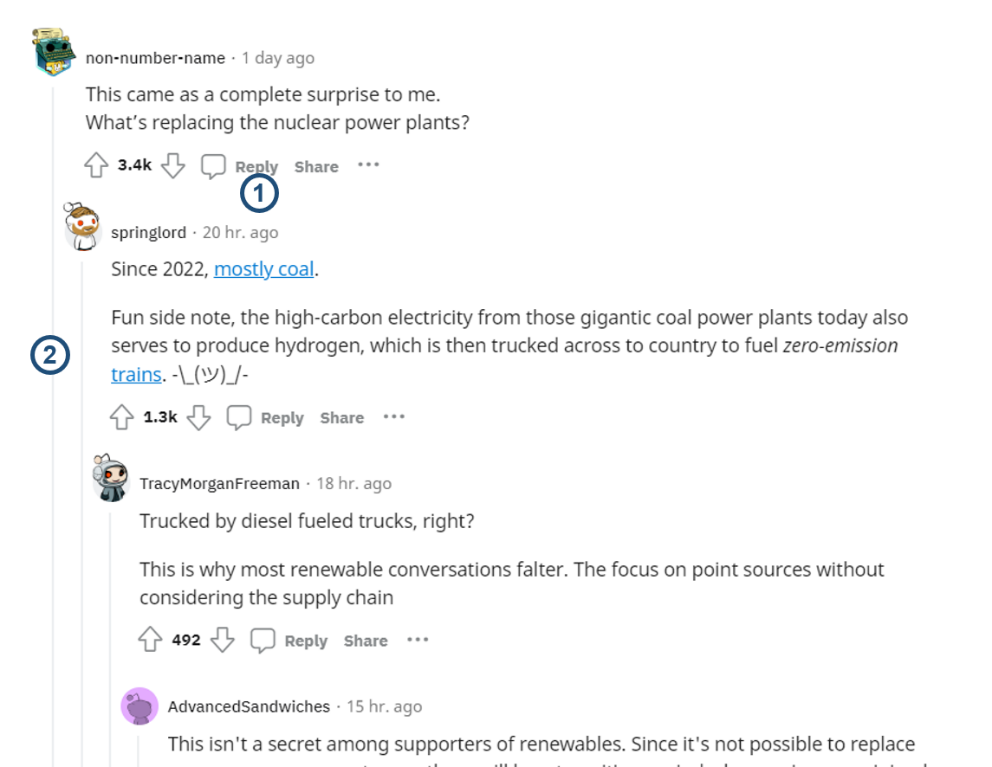 non-number-name · 1 day ago
This came as a complete surprise to me.
What’s replacing the nuclear power plants?
3.4k Reply Share ···
1
springlord · 20 hr. ago
Since 2022, mostly coal.
Fun side note, the high-carbon electricity from those gigantic coal power plants today also
2
serves to produce hydrogen, which is then trucked across to country to fuel zero-emission
trains. -\_(ツ)_/-
1.3k Reply Share ···
TracyMorganFreeman · 18 hr. ago
Trucked by diesel fueled trucks, right?
This is why most renewable conversations falter. The focus on point sources without
considering the supply chain
492 Reply Share ···
AdvancedSandwiches · 15 hr. ago
This isn't a secret among supporters of renewables. Since it's not possible to replace